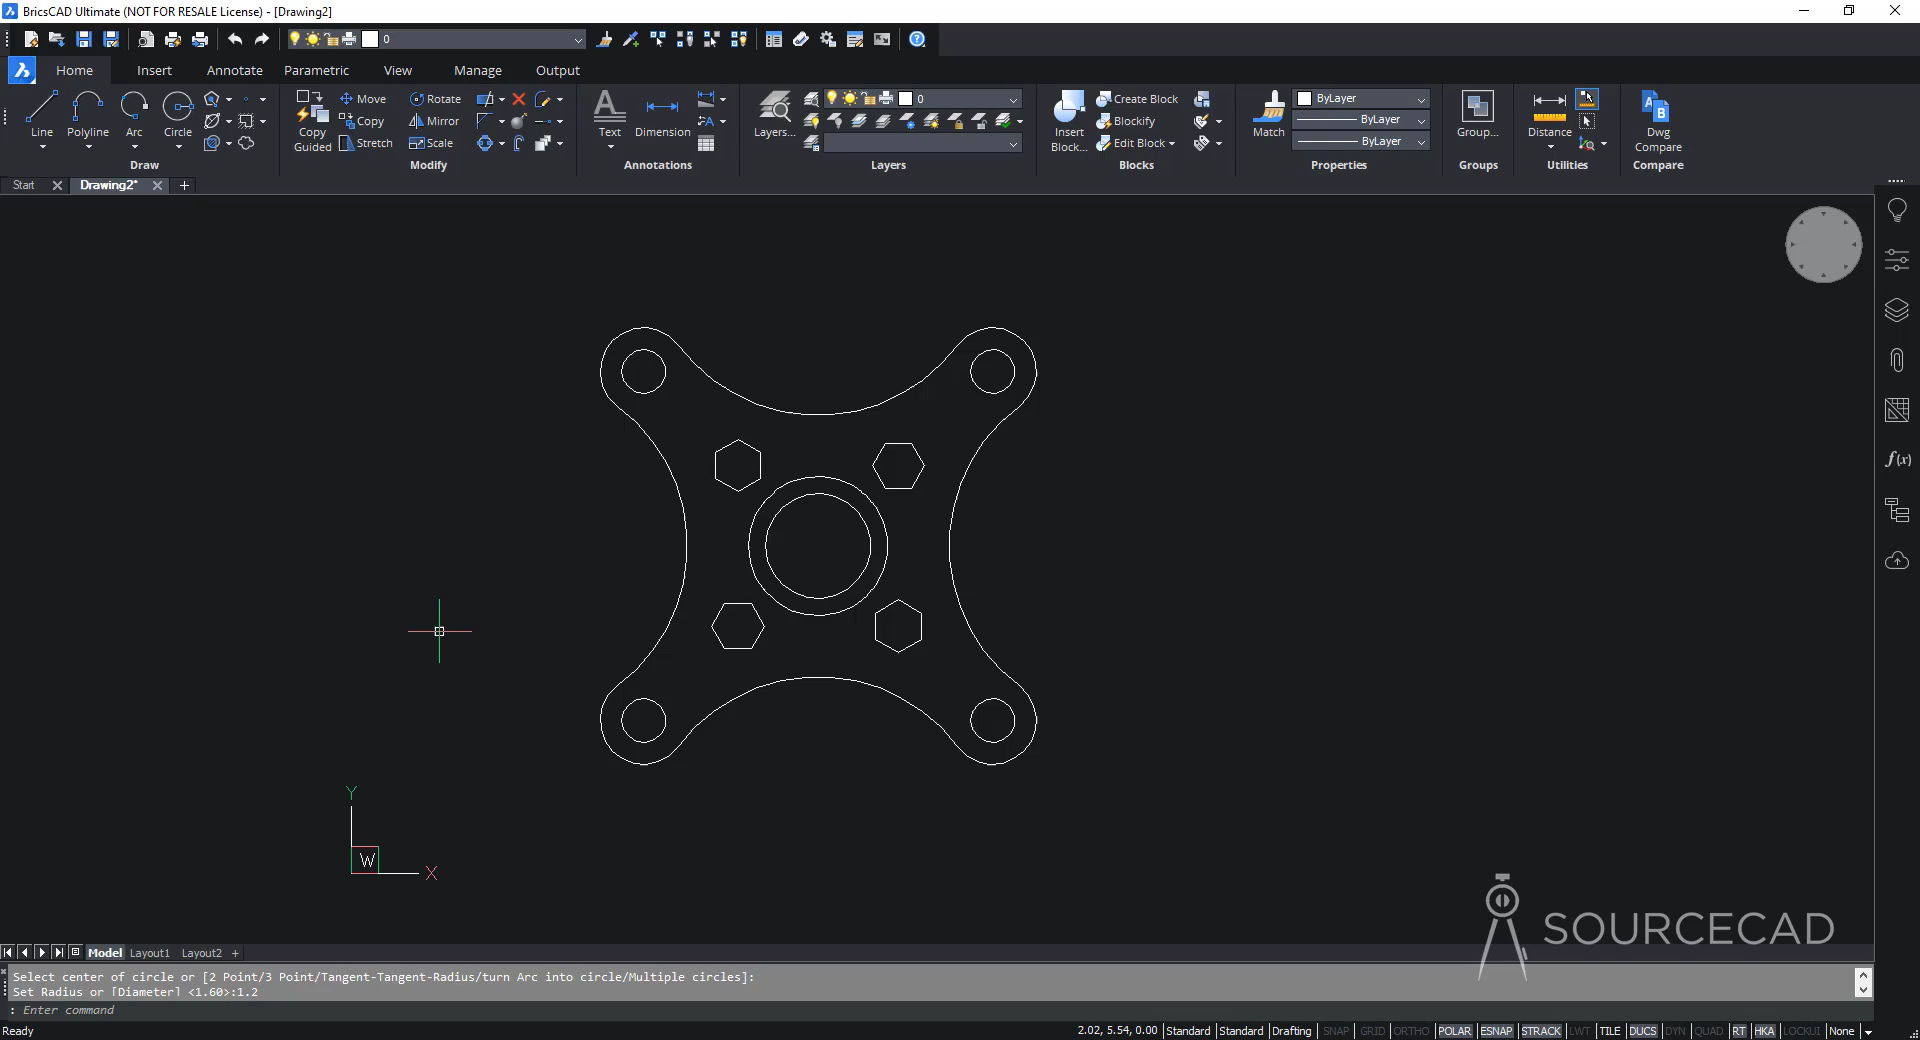 BricsCAD Ultimate (NOT FOR RESALE License) - [Drawing2]
0
Home Insert Annotate Parametric View Manage Output
Line Polyline Arc Circle
Draw
Copy Guided
Move
Copy
Stretch
Rotate
Mirror
Scale
Modify
Text Dimension
Annotations
Layers...
0
Layers
Insert Block...
Create Block
Blockify
Edit Block
Blocks
Match
ByLayer
ByLayer
ByLayer
Properties
Group...
Groups
Distance
Utilities
Dwg Compare
Compare
Start Drawing2*
f(x)
Y
W
X
SOURCECAD
Model Layout1 Layout2 +
Select center of circle or [2 Point/3 Point/Tangent-Tangent-Radius/turn Arc into circle/Multiple circles]:
Set Radius or [Diameter] <1.60>:1.2
: Enter command
Ready 2.02, 5.54, 0.00 Standard Standard Drafting SNAP GRID ORTHO POLAR ESNAP STRACK LWT TILE DUCS DYN QUAD RT HKA LOCKUI None